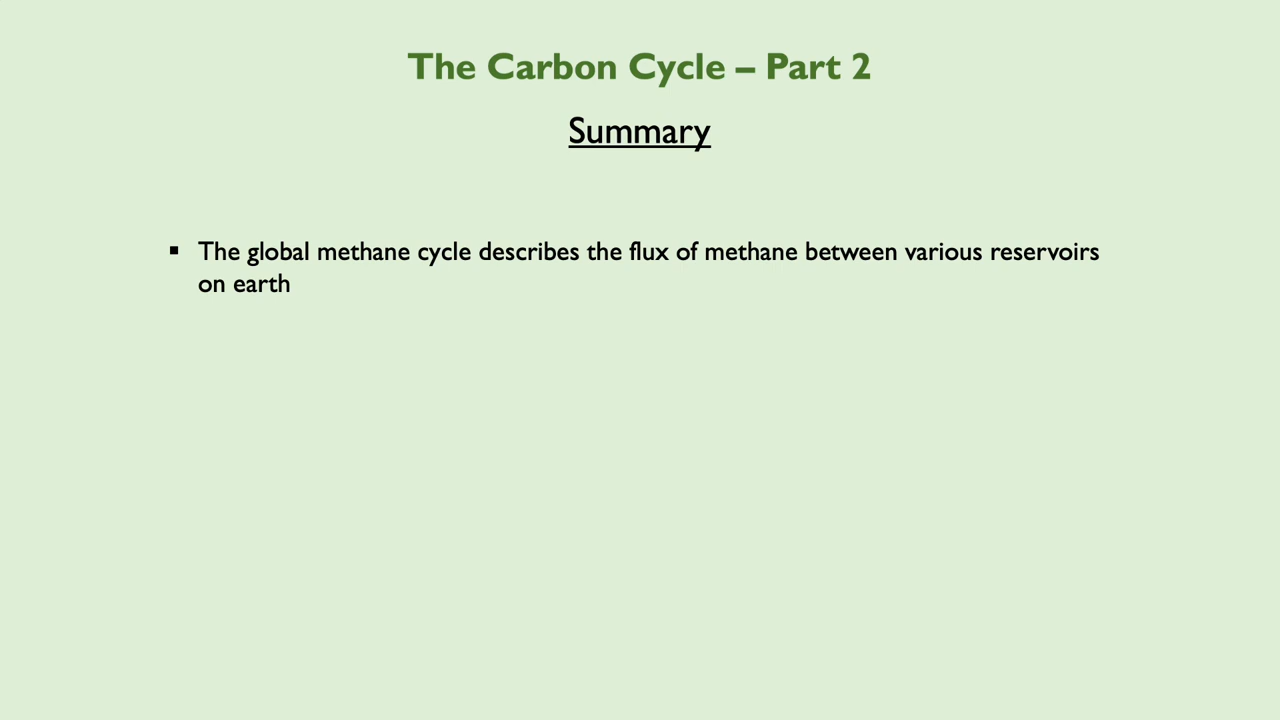 The Carbon Cycle – Part 2
Summary
▪ The global methane cycle describes the flux of methane between various reservoirs
on earth